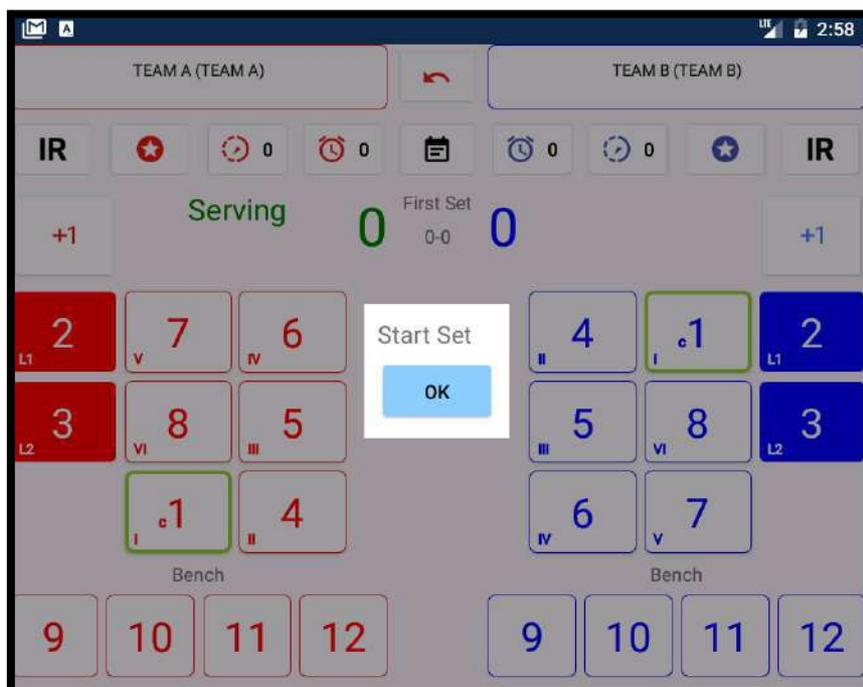 LTE 2:58
A
TEAM A (TEAM A) TEAM B (TEAM B)
IR 0 0 0 0 IR
Serving 0 First Set 0
+1 0-0 +1
2 7 6 Start Set 4 c1 2
L1 V IV II I L1
OK
3 8 5 5 8 3
L2 VI III III VI L2
c1 4 6 7
I II IV V
Bench Bench
9 10 11 12 9 10 11 12